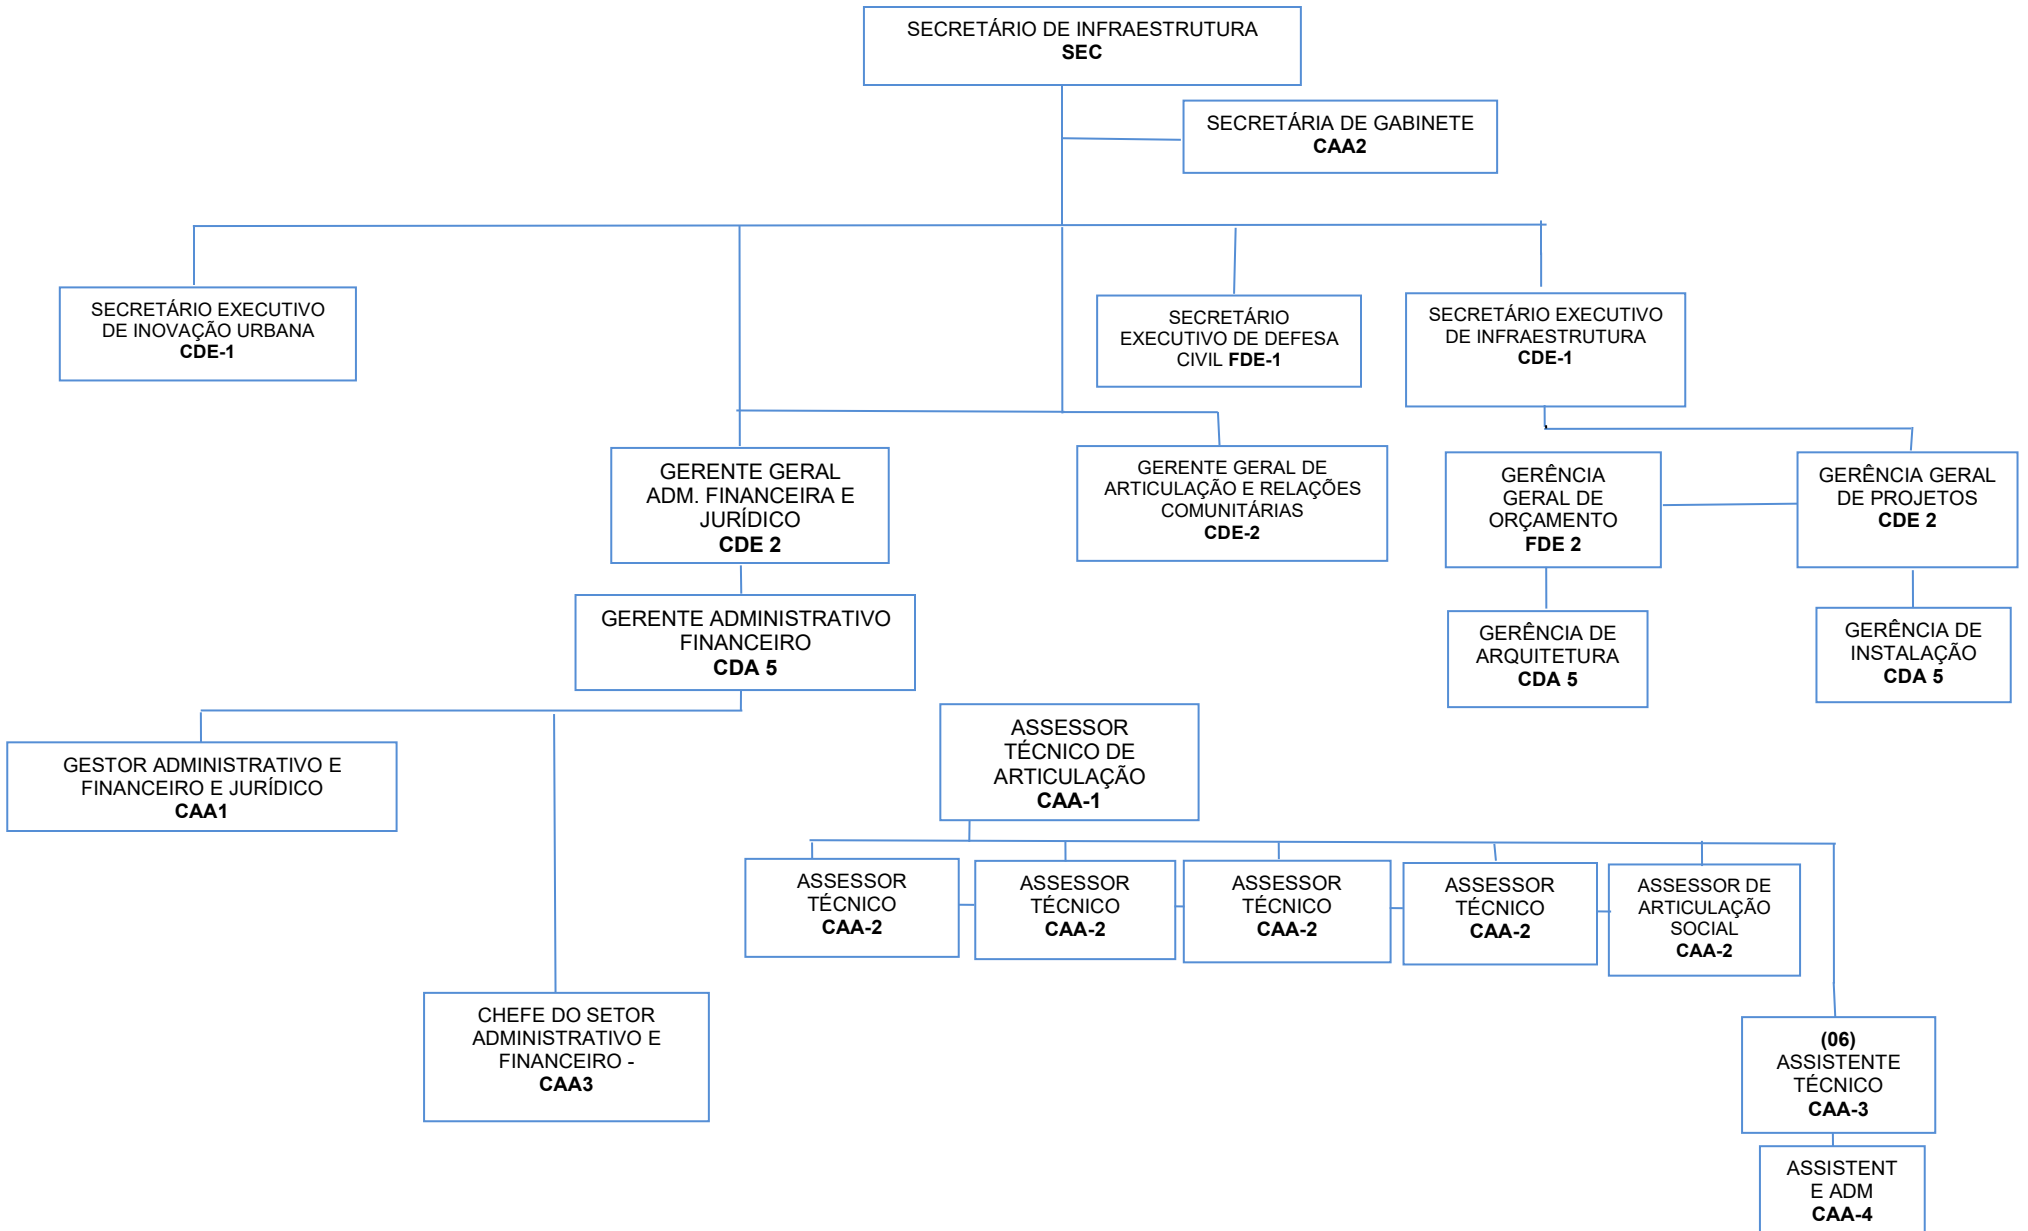 SECRETÁRIO DE INFRAESTRUTURA
SEC
SECRETÁRIA DE GABINETE
CAA2
SECRETÁRIO EXECUTIVO
DE INOVAÇÃO URBANA
CDE-1
SECRETÁRIO
EXECUTIVO DE DEFESA
CIVIL FDE-1
SECRETÁRIO EXECUTIVO
DE INFRAESTRUTURA
CDE-1
GERENTE GERAL
ADM. FINANCEIRA E
JURÍDICO
CDE 2
GERENTE GERAL DE
ARTICULAÇÃO E RELAÇÕES
COMUNITÁRIAS
CDE-2
GERÊNCIA
GERAL DE
ORÇAMENTO
FDE 2
GERÊNCIA GERAL
DE PROJETOS
CDE 2
GERENTE ADMINISTRATIVO
FINANCEIRO
CDA 5
GERÊNCIA DE
ARQUITETURA
CDA 5
GERÊNCIA DE
INSTALAÇÃO
CDA 5
GESTOR ADMINISTRATIVO E
FINANCEIRO E JURÍDICO
CAA1
ASSESSOR
TÉCNICO DE
ARTICULAÇÃO
CAA-1
ASSESSOR
TÉCNICO
CAA-2
ASSESSOR
TÉCNICO
CAA-2
ASSESSOR
TÉCNICO
CAA-2
ASSESSOR
TÉCNICO
CAA-2
ASSESSOR DE
ARTICULAÇÃO
SOCIAL
CAA-2
CHEFE DO SETOR
ADMINISTRATIVO E
FINANCEIRO -
CAA3
(06)
ASSISTENTE
TÉCNICO
CAA-3
ASSISTENT
E ADM
CAA-4